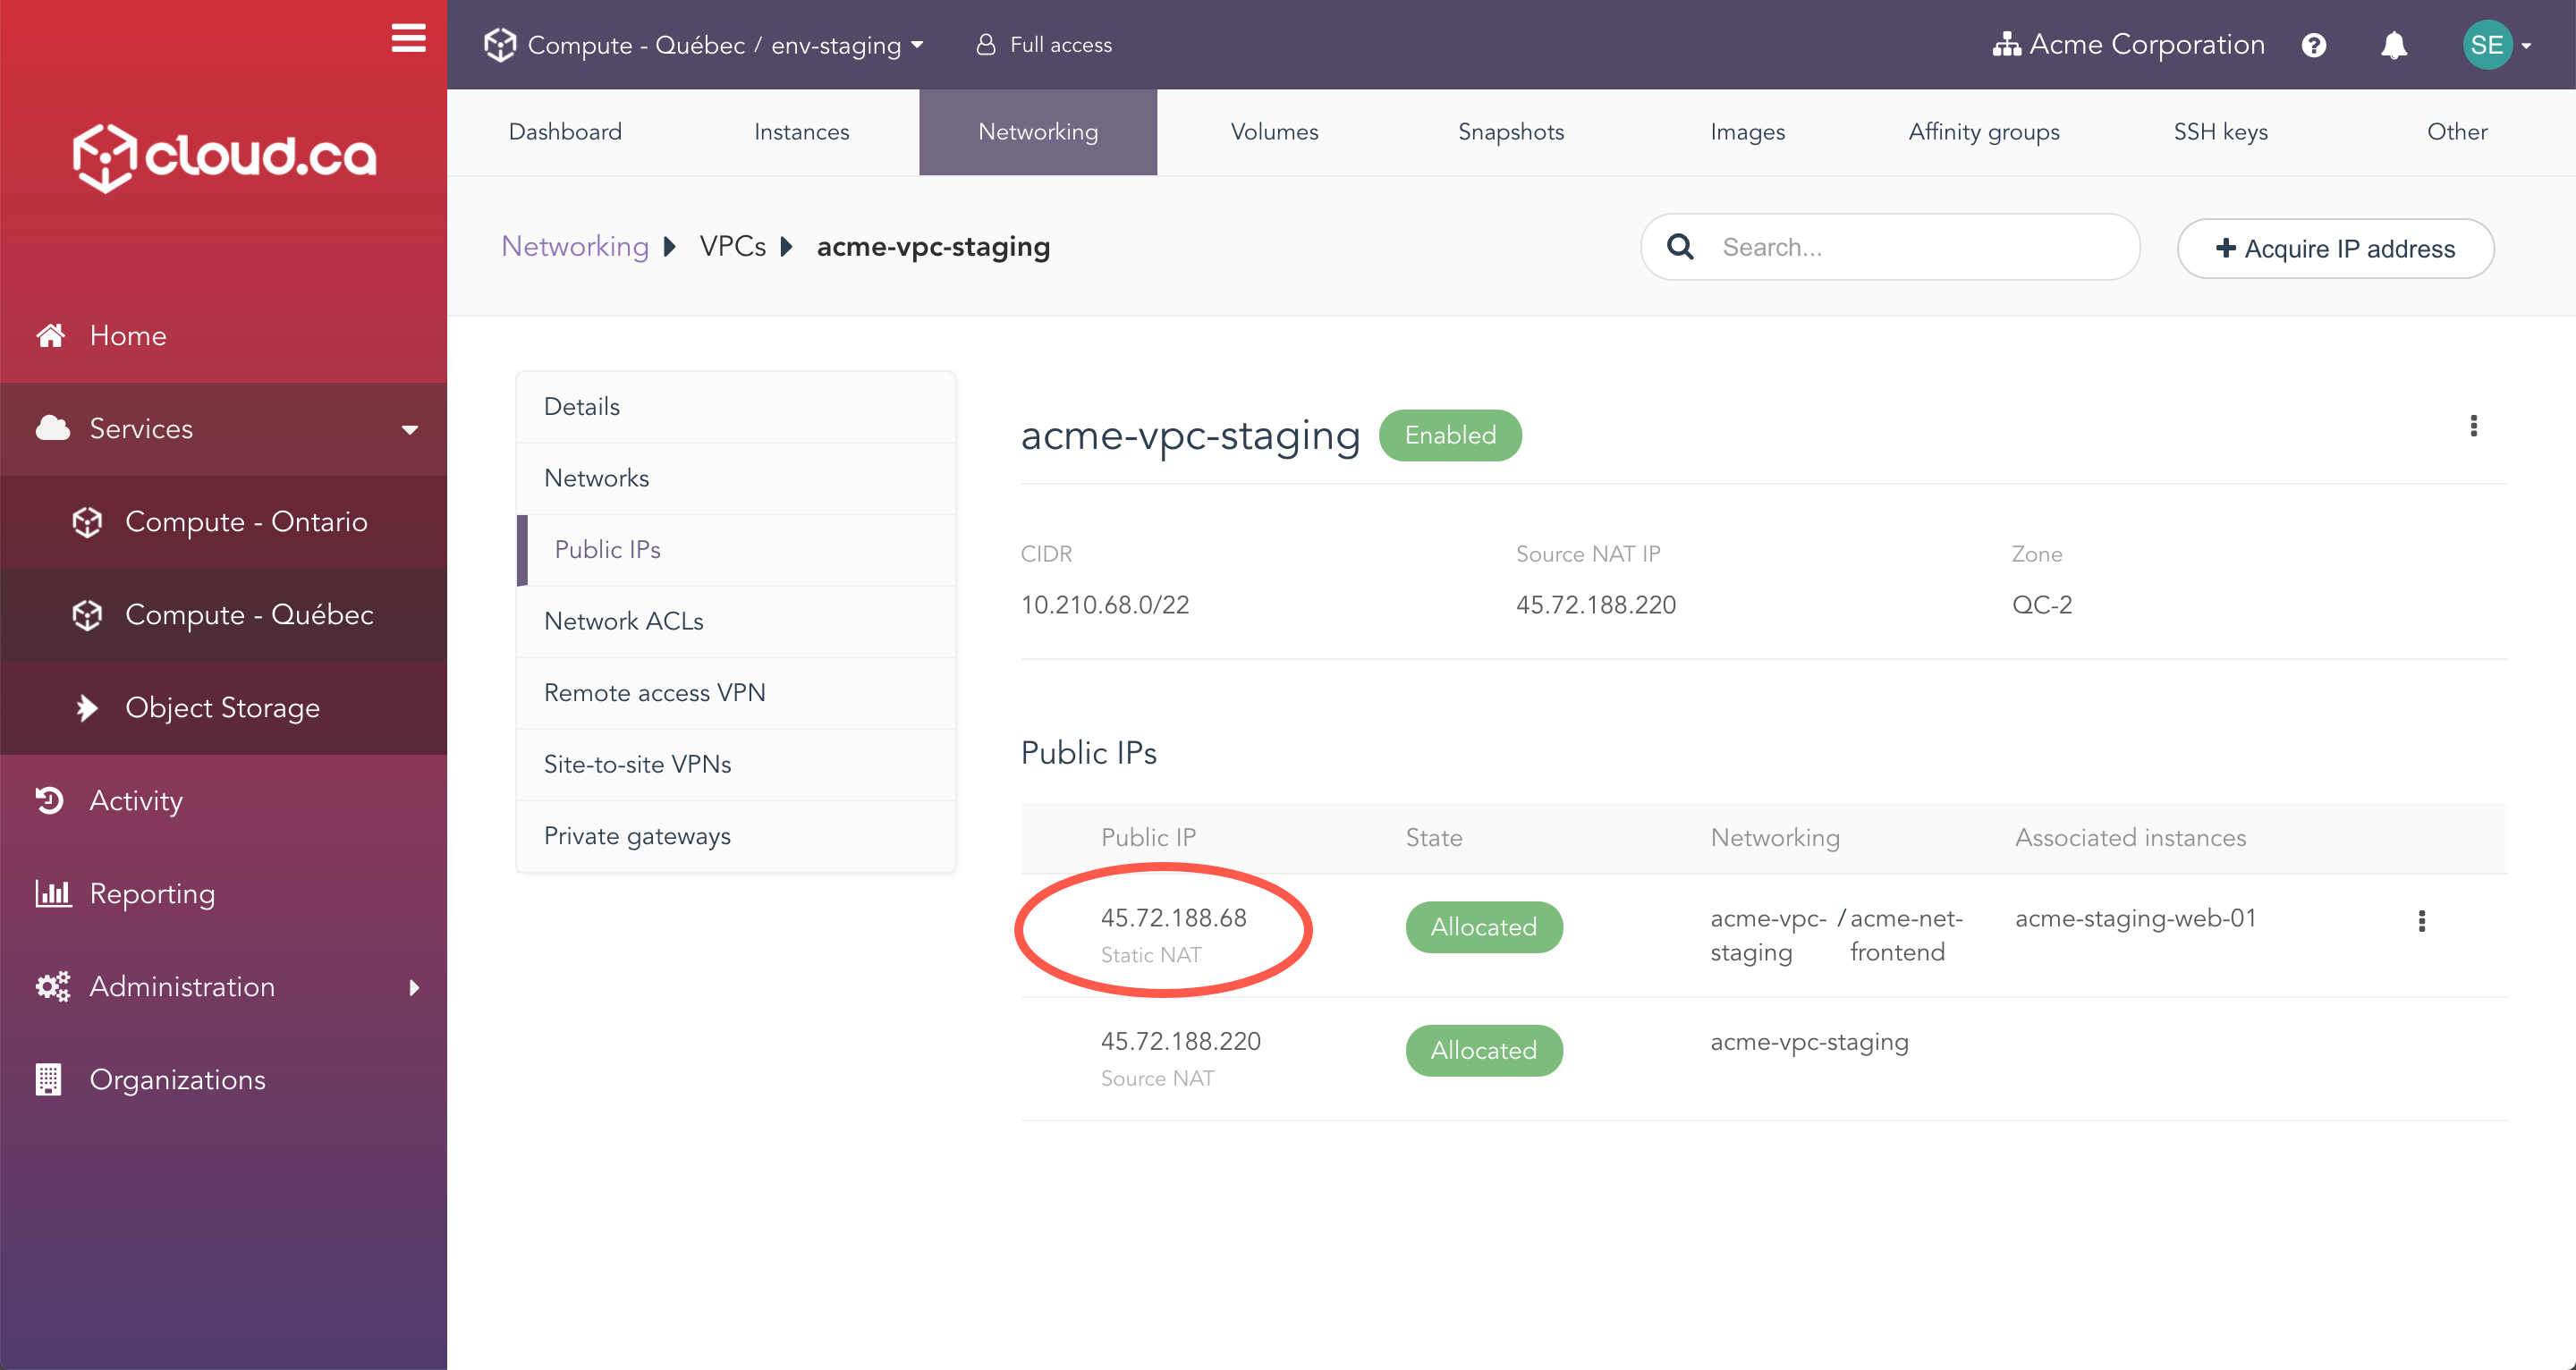 Compute - Québec / env-staging
Full access
Acme Corporation
SE
cloud.ca
Home
Services
Compute - Ontario
Compute - Québec
Object Storage
Activity
Reporting
Administration
Organizations
Dashboard
Instances
Networking
Volumes
Snapshots
Images
Affinity groups
SSH keys
Other
Networking VPCs acme-vpc-staging
Search...
Acquire IP address
Details
Networks
Public IPs
Network ACLs
Remote access VPN
Site-to-site VPNs
Private gateways
acme-vpc-staging Enabled
CIDR
10.210.68.0/22
Source NAT IP
45.72.188.220
Zone
QC-2
Public IPs
Public IP State Networking Associated instances
45.72.188.68
Static NAT
Allocated
acme-vpc- / acme-net-
staging frontend
acme-staging-web-01
45.72.188.220
Source NAT
Allocated
acme-vpc-staging